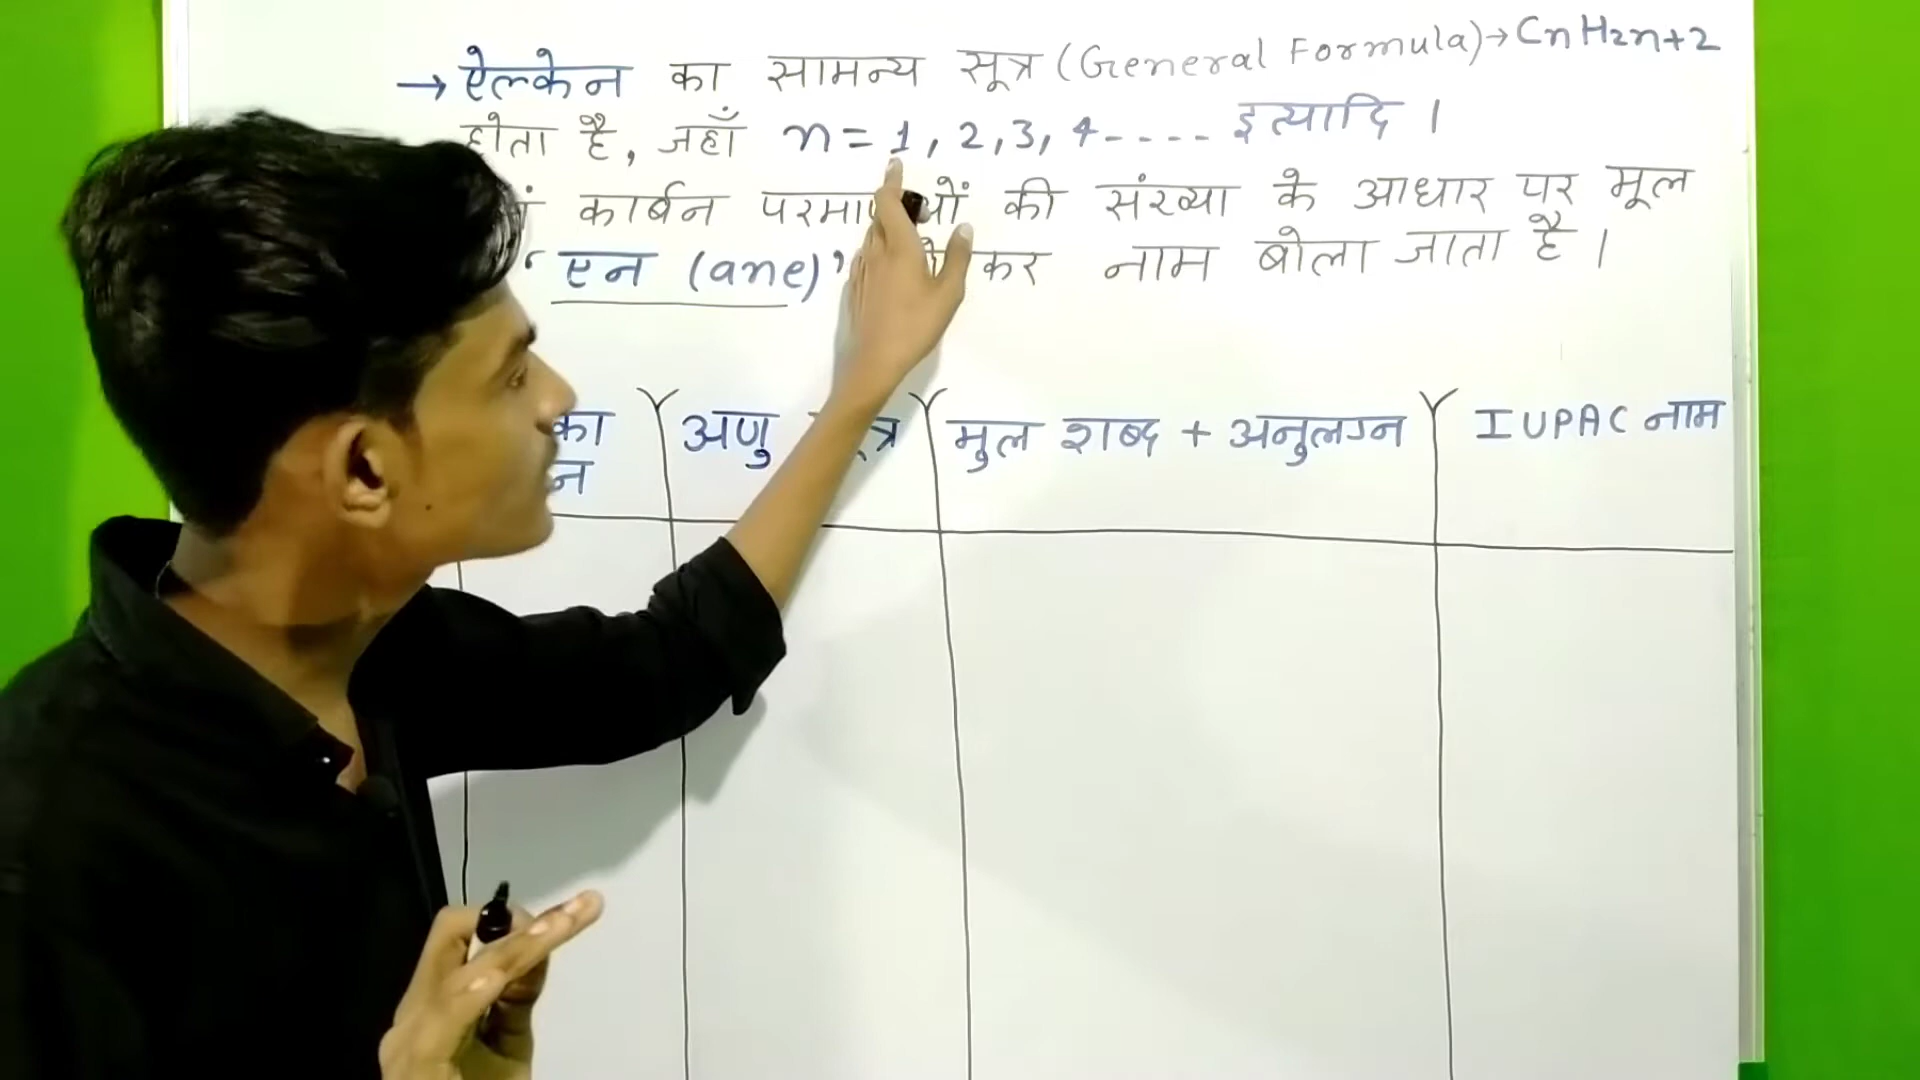 → ऐल्केन का सामन्य सूत्र (General Formula) → CnH2n+2
होता है, जहाँ n = 1, 2, 3, 4 - - - - इत्यादि ।
कार्बन की संख्या के आधार पर मूल
‘एन (ane)’ कर नाम बोला जाता है ।
का न
अणु
मुल शब्द + अनुलग्न
IUPAC नाम